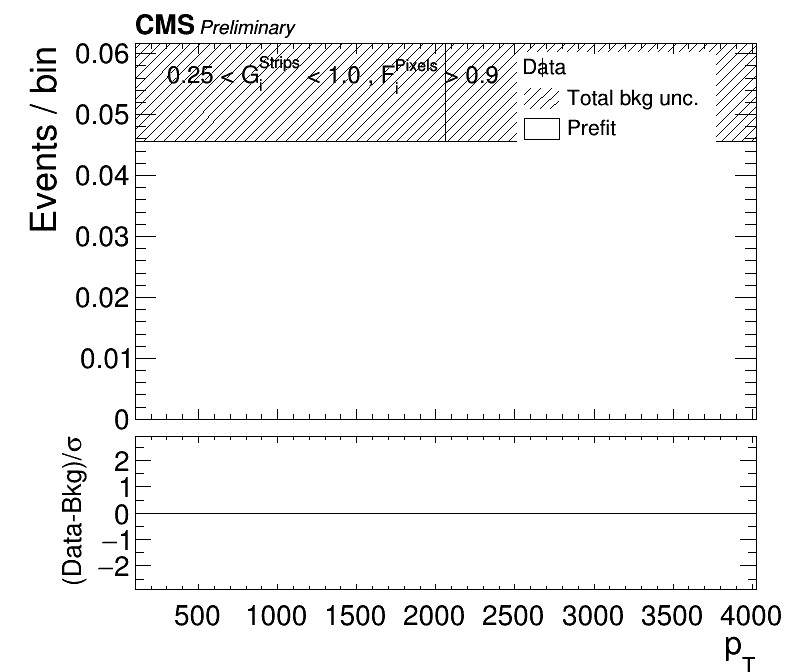 CMS Preliminary
Events / bin
0.06
0.05
0.04
0.03
0.02
0.01
0
0.25 < G_i^Strips < 1.0 , F_i^Pixels > 0.9
Data
Total bkg unc.
Prefit
(Data-Bkg)/σ
2
1
0
−1
−2
500 1000 1500 2000 2500 3000 3500 4000
p_T